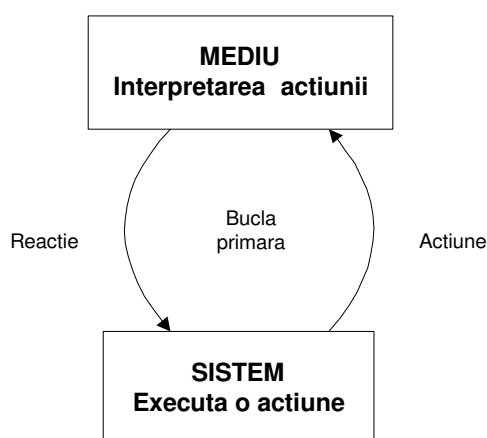 MEDIU
Interpretarea actiunii
Reactie
Bucla
primara
Actiune
SISTEM
Executa o actiune